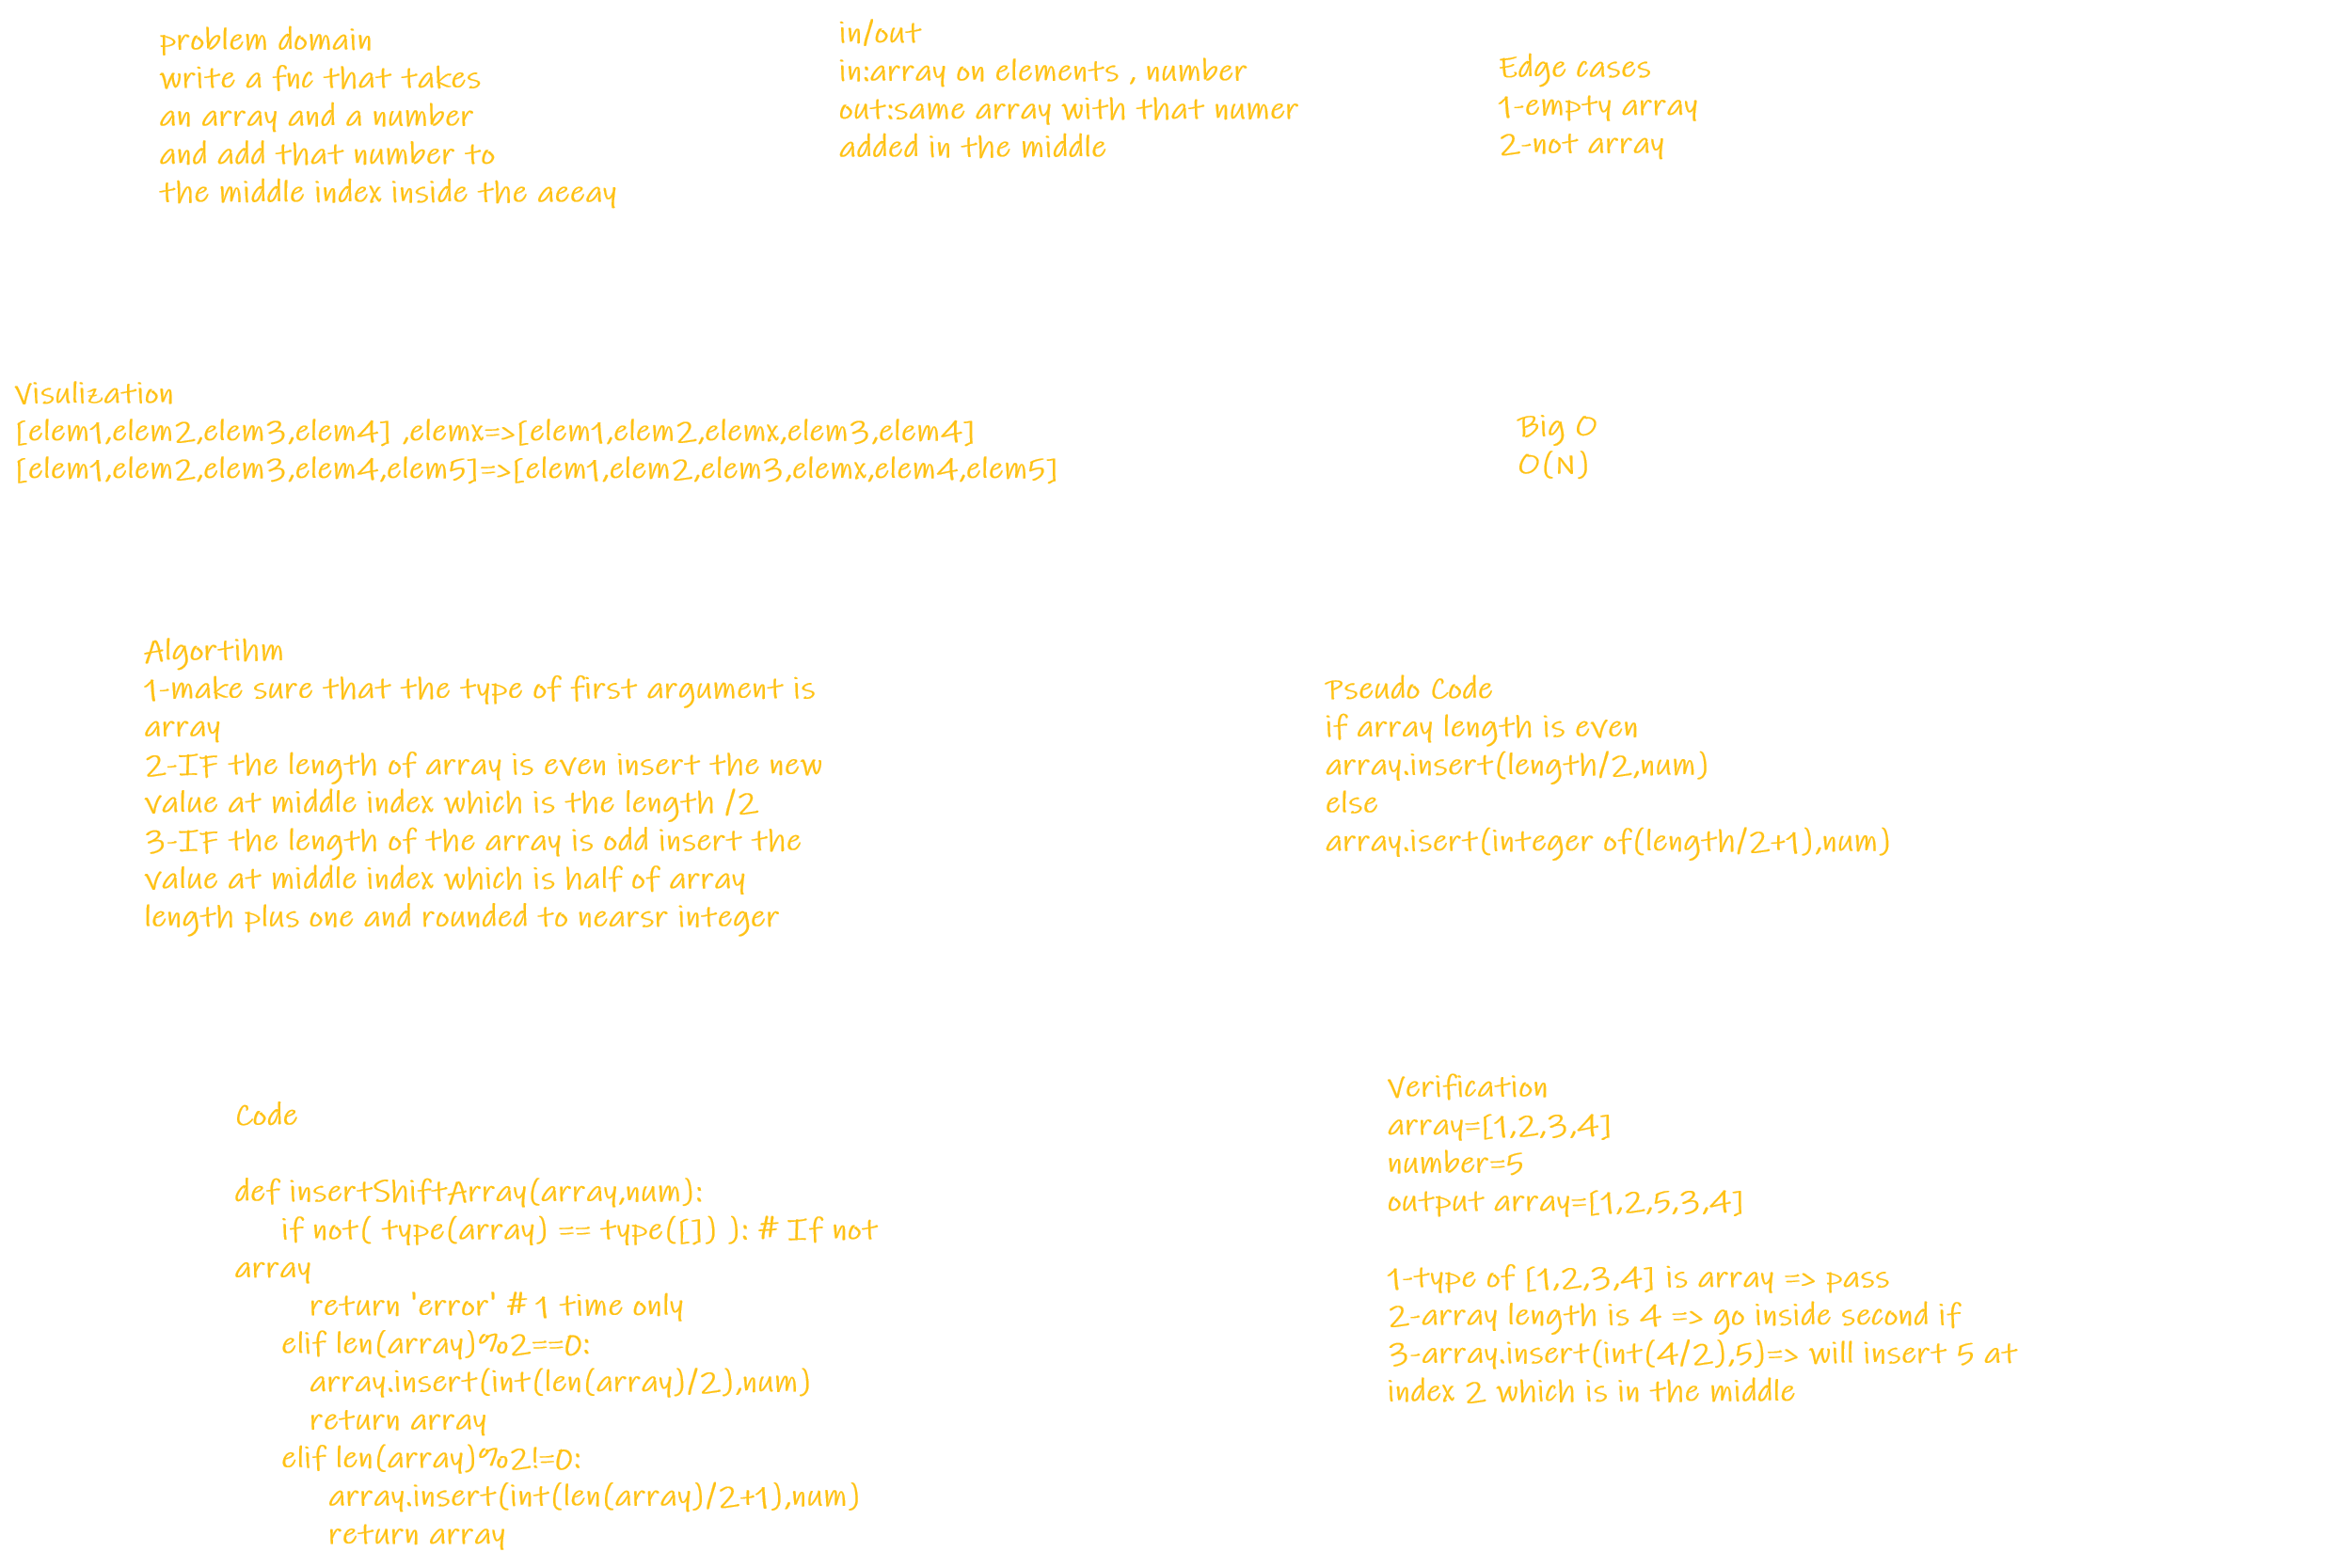 problem domain
write a fnc that takes
an array and a number
and add that number to
the middle index inside the aeeay
in/out
in:array on elements , number
out:same array with that numer
added in the middle
Edge cases
1-empty array
2-not array
Visulization
[elem1,elem2,elem3,elem4] ,elemx=>[elem1,elem2,elemx,elem3,elem4]
[elem1,elem2,elem3,elem4,elem5]=>[elem1,elem2,elem3,elemx,elem4,elem5]
Big O
O(N)
Algortihm
1-make sure that the type of first argument is
array
2-IF the length of array is even insert the new
value at middle index which is the length /2
3-IF the length of the array is odd insert the
value at middle index which is half of array
length plus one and rounded to nearsr integer
Pseudo Code
if array length is even
array.insert(length/2,num)
else
array.isert(integer of(length/2+1),num)
Code
def insertShiftArray(array,num):
if not( type(array) == type([]) ): # If not
array
return 'error' # 1 time only
elif len(array)%2==0:
array.insert(int(len(array)/2),num)
return array
elif len(array)%2!=0:
array.insert(int(len(array)/2+1),num)
return array
Verification
array=[1,2,3,4]
number=5
output array=[1,2,5,3,4]
1-type of [1,2,3,4] is array => pass
2-array length is 4 => go inside second if
3-array.insert(int(4/2),5)=> will insert 5 at
index 2 which is in the middle